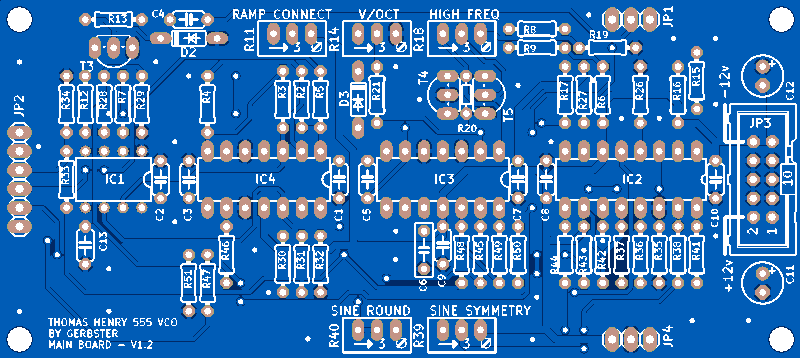 C4
R13
D2
T3
RAMP CONNECT
R11
3
V/OCT
R14
3
HIGH FREQ
R18
3
R8
R9
R19
JP1
-12v
C12
JP2
R34
R28
R7
R29
R4
R3
R2
R5
D3
R21
T4
T5
R20
R17
R27
R6
R26
R16
R15
JP3
10
2 1
R33
IC1
C2
C3
IC4
C1
C5
IC3
C7
C8
IC2
C10
C13
R51
R47
R46
R30
R31
R32
C6
C9
R45
R49
R44
R43
R42
R37
R36
R35
R38
R41
+12v
C11
SINE ROUND
R40
3
SINE SYMMETRY
R39
3
JP4
THOMAS HENRY 555 VCO
BY GERBSTER
MAIN BOARD - V1.2